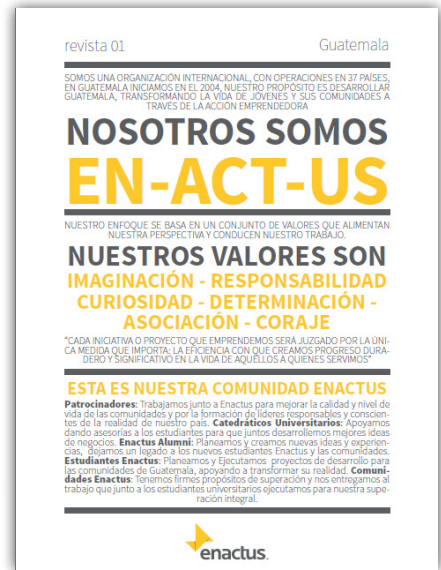 revista 01
Guatemala
SOMOS UNA ORGANIZACIÓN INTERNACIONAL, CON OPERACIONES EN 37 PAÍSES,
EN GUATEMALA INICIAMOS EN EL 2004, NUESTRO PROPÓSITO ES DESARROLLAR
GUATEMALA, TRANSFORMANDO LA VIDA DE JÓVENES Y SUS COMUNIDADES A
TRAVÉS DE LA ACCIÓN EMPRENDEDORA
NOSOTROS SOMOS
EN-ACT-US
NUESTRO ENFOQUE SE BASA EN UN CONJUNTO DE VALORES QUE ALIMENTAN
NUESTRA PERSPECTIVA Y CONDUCEN NUESTRO TRABAJO.
NUESTROS VALORES SON
IMAGINACIÓN - RESPONSABILIDAD
CURIOSIDAD - DETERMINACIÓN -
ASOCIACIÓN - CORAJE
"CADA INICIATIVA O PROYECTO QUE EMPRENDEMOS SERÁ JUZGADO POR LA ÚNI-
CA MEDIDA QUE IMPORTA: LA EFICIENCIA CON QUE CREAMOS PROGRESO DURA-
DERO Y SIGNIFICATIVO EN LA VIDA DE AQUÉLLOS A QUIENES SERVIMOS"
ESTA ES NUESTRA COMUNIDAD ENACTUS
Patrocinadores: Trabajamos junto a Enactus para mejorar la calidad y nivel de
vida de las comunidades y por la formación de líderes responsables y conscien-
tes de la realidad de nuestro país. Catedráticos Universitarios: Apoyamos
dando asesorías a los estudiantes para que juntos desarrollemos mejores ideas
de negocios. Enactus Alumni: Planeamos y creamos nuevas ideas y experien-
cias, dejamos un legado a los nuevos estudiantes Enactus y las comunidades.
Estudiantes Enactus: Planeamos y Ejecutamos proyectos de desarrollo para
las comunidades de Guatemala, apoyando a transformar su realidad. Comuni-
dades Enactus: Tenemos firmes propósitos de superación y nos entregamos al
trabajo que junto a los estudiantes universitarios ejecutamos para nuestra supe-
ración integral.
enactus.